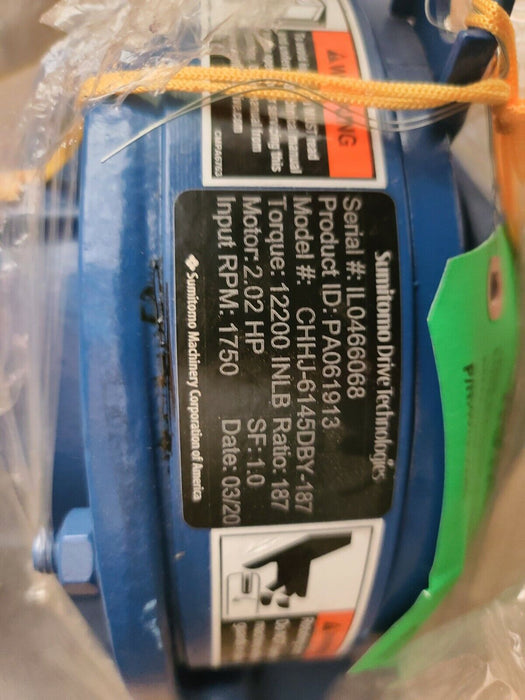 Sumitomo Drive Technologies
Serial #: IL0466068
Product ID: PA061913
Model #: CHHJ-6145DBY-187
Torque: 12200 INLB Ratio: 187
Motor: 2.02 HP SF: 1.0
Input RPM: 1750 Date: 03/20
Sumitomo Machinery Corporation of America
CMPA6763